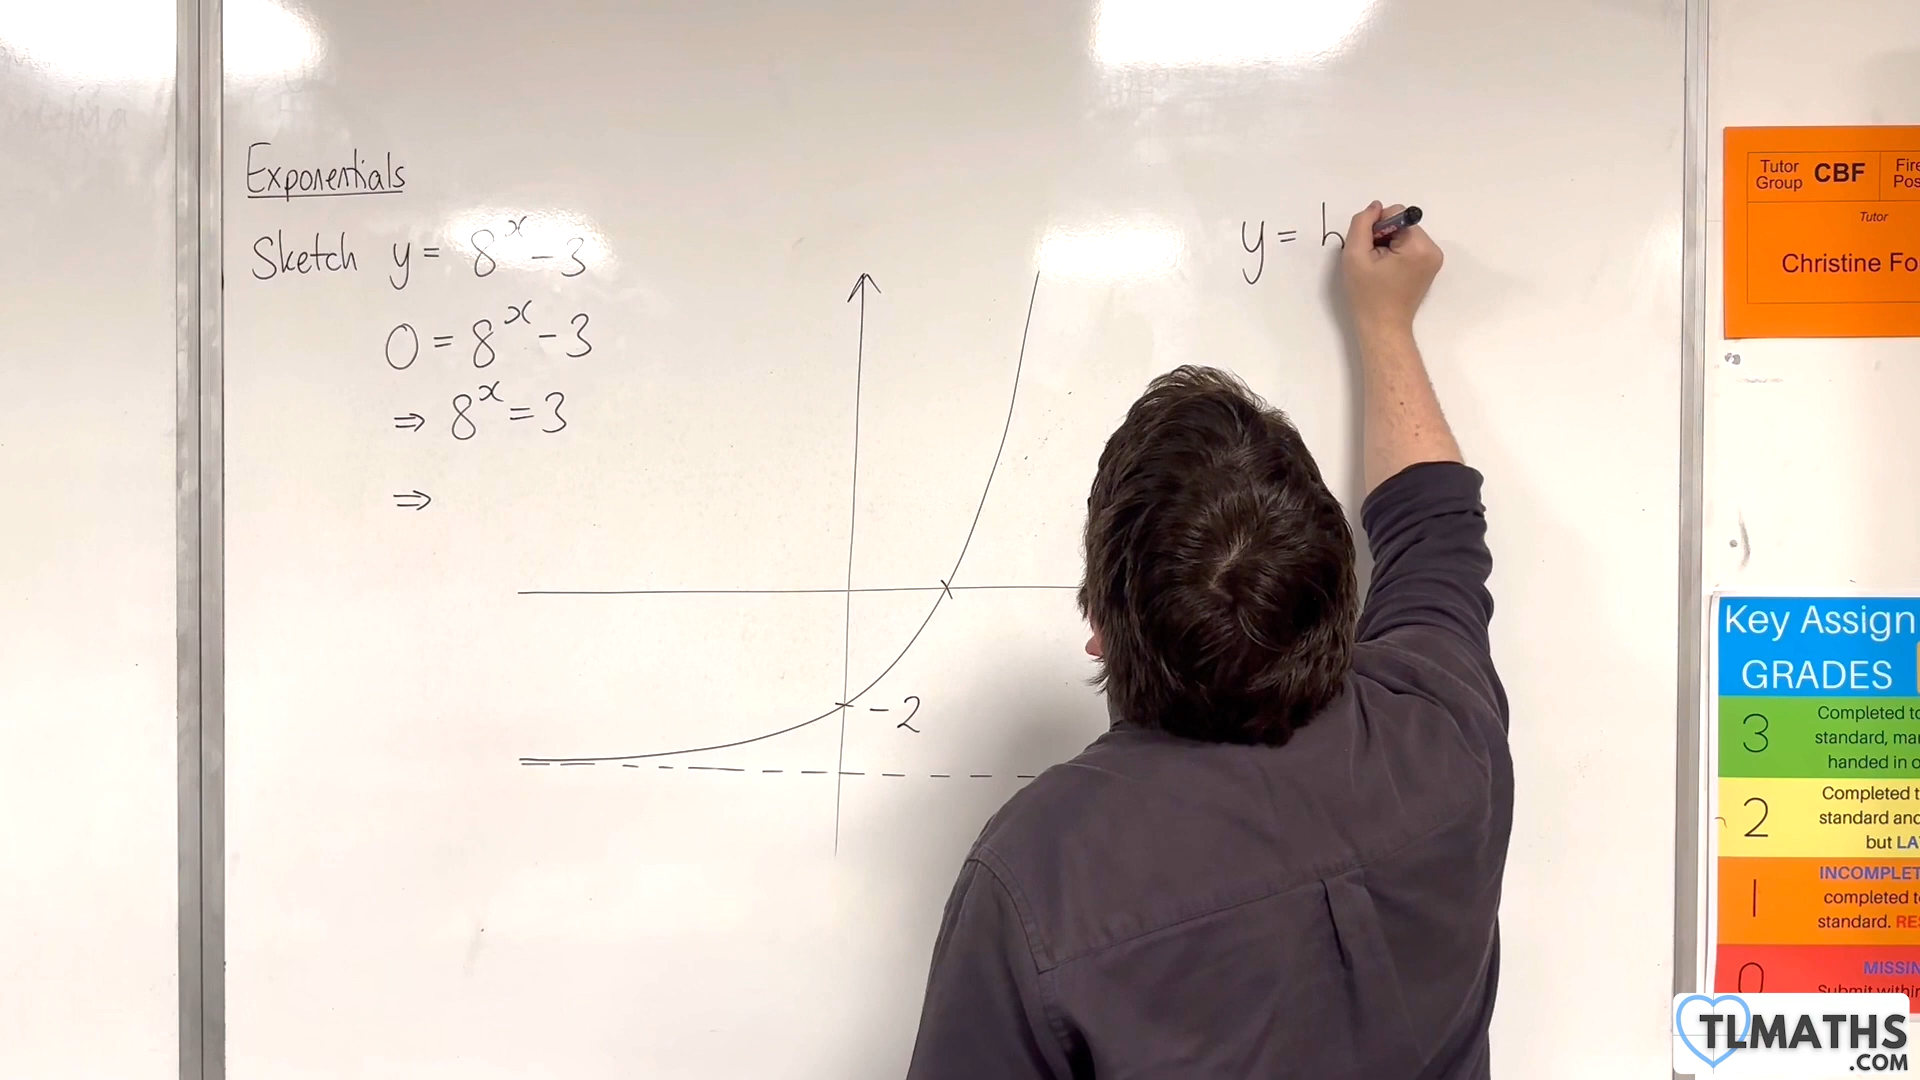 Exponentials
Sketch y = 8^x - 3
0 = 8^x - 3
⇒ 8^x = 3
⇒
-2
y = h
Tutor Group CBF
Tutor
Christine Fo
Key Assign
GRADES
3 Completed to
standard, ma
handed in o
2 Completed t
standard and
but LA
1 INCOMPLET
completed t
standard. RE
0 MISSIN
Submit within
TLMATHS
.COM